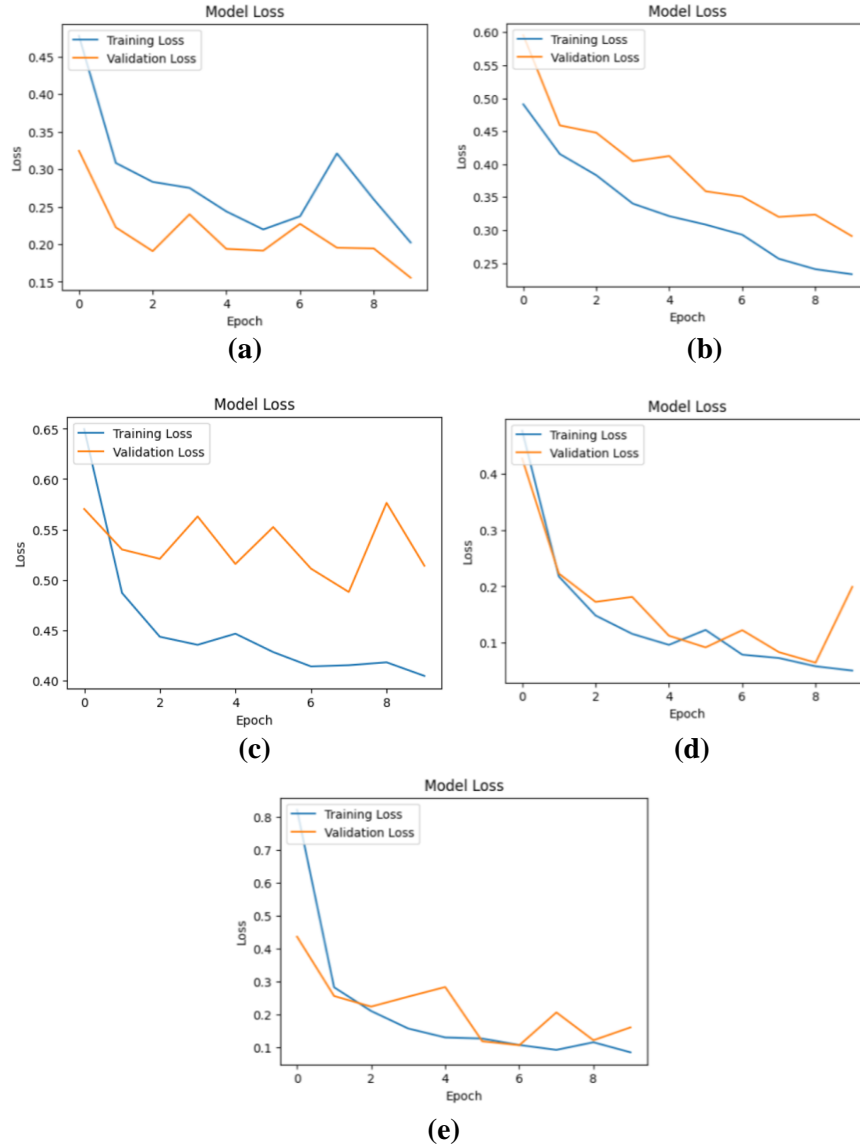 Model Loss
Training Loss
Validation Loss
0.45
0.40
0.35
0.30
0.25
0.20
0.15
Loss
0 2 4 6 8
Epoch
(a)
Model Loss
Training Loss
Validation Loss
0.60
0.55
0.50
0.45
0.40
0.35
0.30
0.25
Loss
0 2 4 6 8
Epoch
(b)
Model Loss
Training Loss
Validation Loss
0.65
0.60
0.55
0.50
0.45
0.40
Loss
0 2 4 6 8
Epoch
(c)
Model Loss
Training Loss
Validation Loss
0.4
0.3
0.2
0.1
Loss
0 2 4 6 8
Epoch
(d)
Model Loss
Training Loss
Validation Loss
0.8
0.7
0.6
0.5
0.4
0.3
0.2
0.1
Loss
0 2 4 6 8
Epoch
(e)